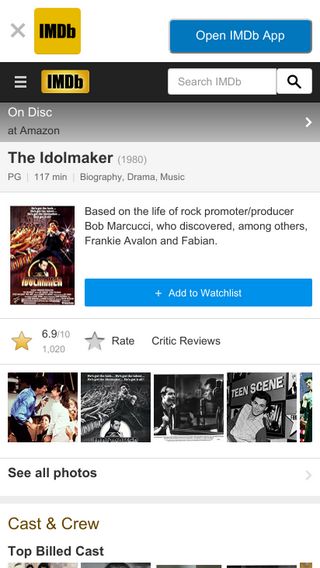 IMDb
Open IMDb App
IMDb
Search IMDb
On Disc
at Amazon
The Idolmaker (1980)
PG | 117 min | Biography, Drama, Music
IDOLMAKER
Based on the life of rock promoter/producer
Bob Marcucci, who discovered, among others,
Frankie Avalon and Fabian.
+ Add to Watchlist
6.9/10
1,020
Rate
Critic Reviews
TEEN SCENE
See all photos
Cast & Crew
Top Billed Cast